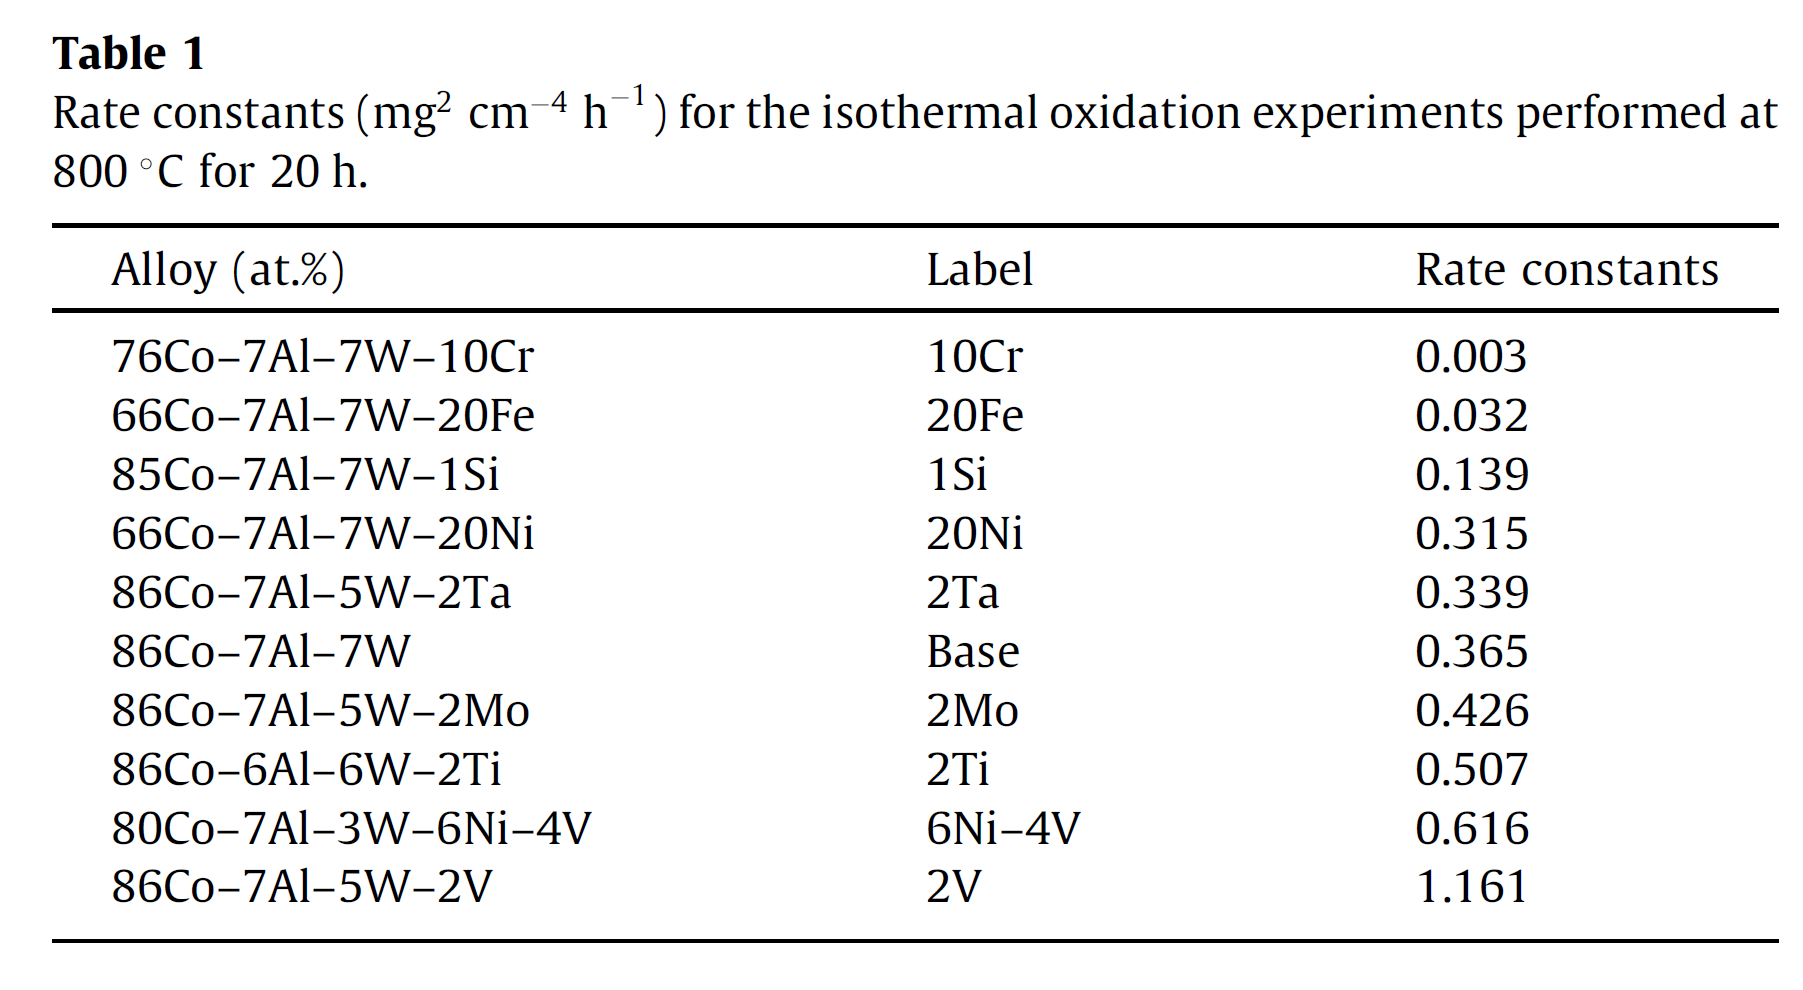 Table 1
Rate constants (mg² cm⁻⁴ h⁻¹) for the isothermal oxidation experiments performed at
800 °C for 20 h.
Alloy (at.%) Label Rate constants
76Co–7Al–7W–10Cr 10Cr 0.003
66Co–7Al–7W–20Fe 20Fe 0.032
85Co–7Al–7W–1Si 1Si 0.139
66Co–7Al–7W–20Ni 20Ni 0.315
86Co–7Al–5W–2Ta 2Ta 0.339
86Co–7Al–7W Base 0.365
86Co–7Al–5W–2Mo 2Mo 0.426
86Co–6Al–6W–2Ti 2Ti 0.507
80Co–7Al–3W–6Ni–4V 6Ni–4V 0.616
86Co–7Al–5W–2V 2V 1.161